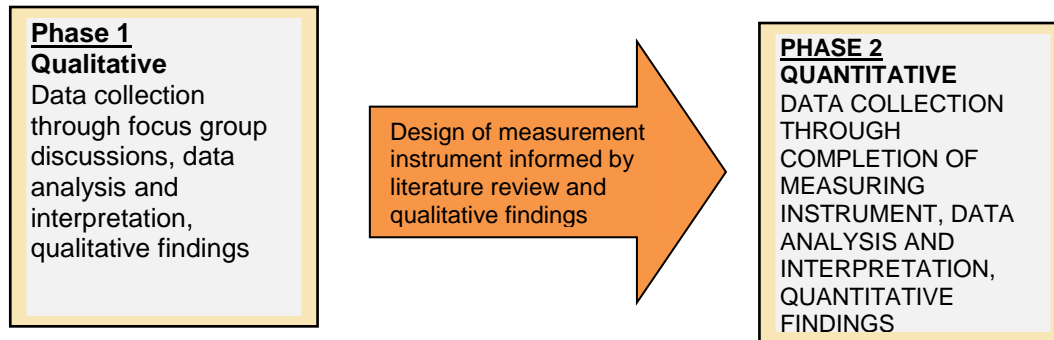 Phase 1
Qualitative
Data collection
through focus group
discussions, data
analysis and
interpretation,
qualitative findings
Design of measurement
instrument informed by
literature review and
qualitative findings
PHASE 2
QUANTITATIVE
DATA COLLECTION
THROUGH
COMPLETION OF
MEASURING
INSTRUMENT, DATA
ANALYSIS AND
INTERPRETATION,
QUANTITATIVE
FINDINGS